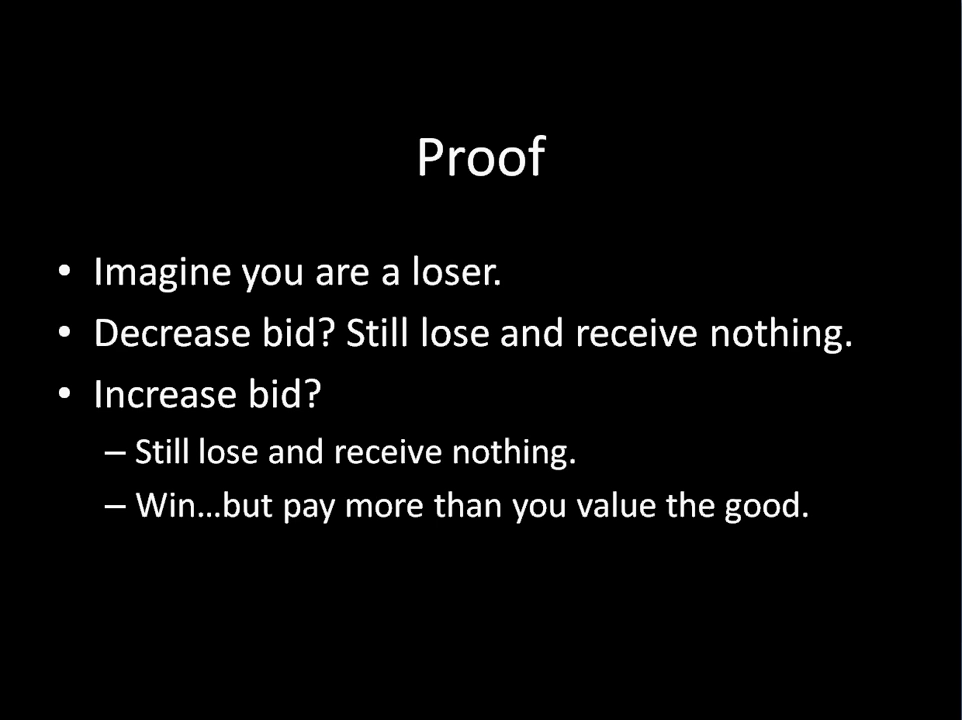 Proof
• Imagine you are a loser.
• Decrease bid? Still lose and receive nothing.
• Increase bid?
– Still lose and receive nothing.
– Win…but pay more than you value the good.